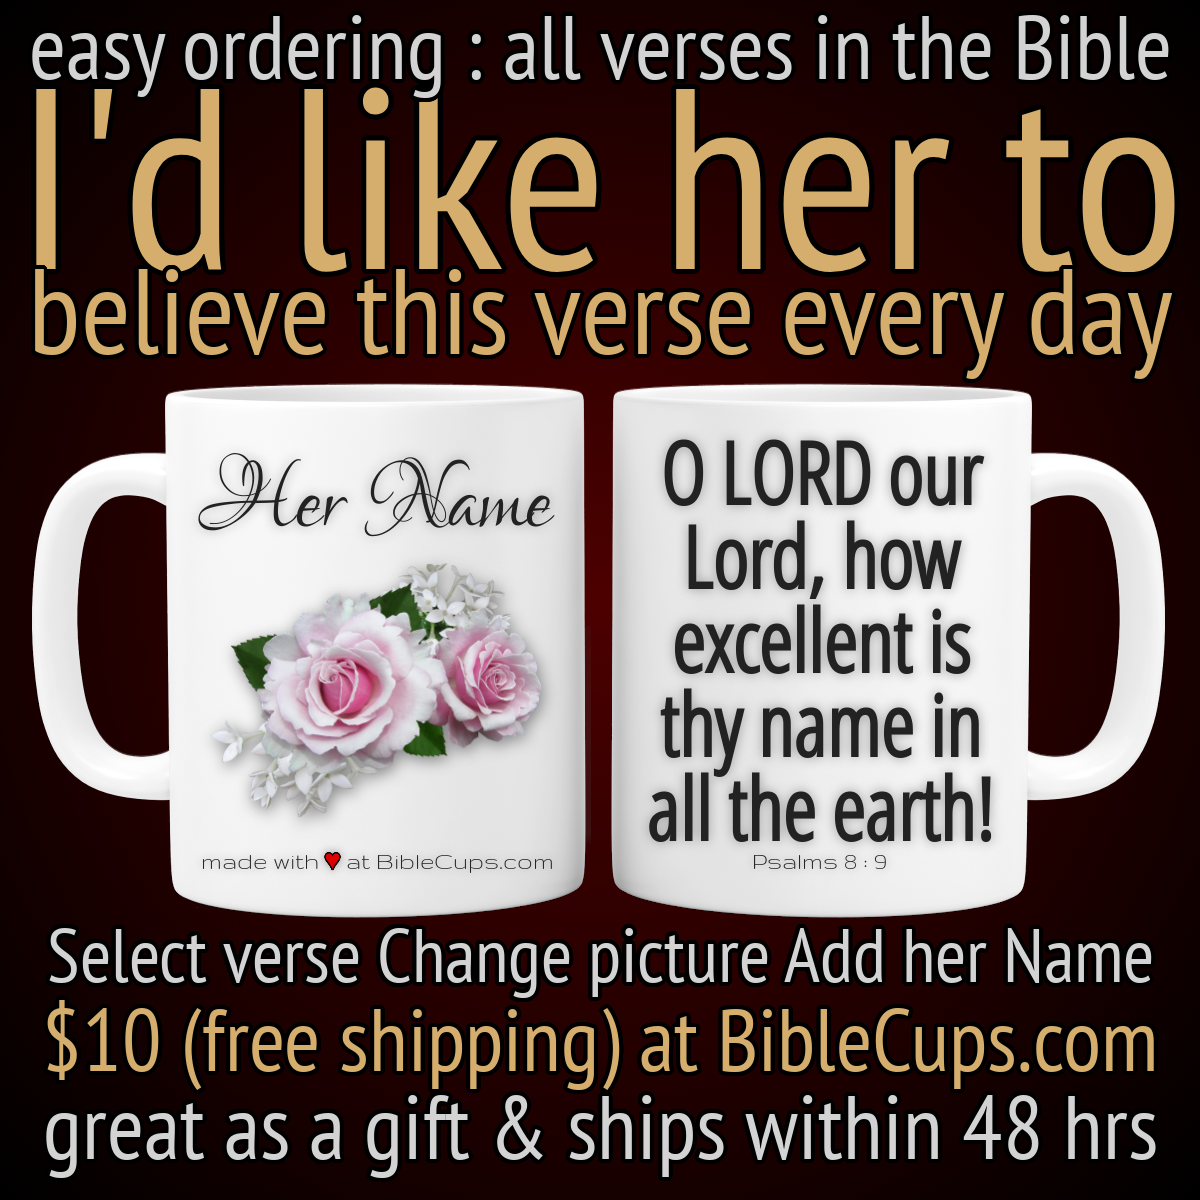 easy ordering : all verses in the Bible
I'd like her to
believe this verse every day
Her Name
made with ♥ at BibleCups.com
O LORD our
Lord, how
excellent is
thy name in
all the earth!
Psalms 8 : 9
Select verse Change picture Add her Name
$10 (free shipping) at BibleCups.com
great as a gift & ships within 48 hrs